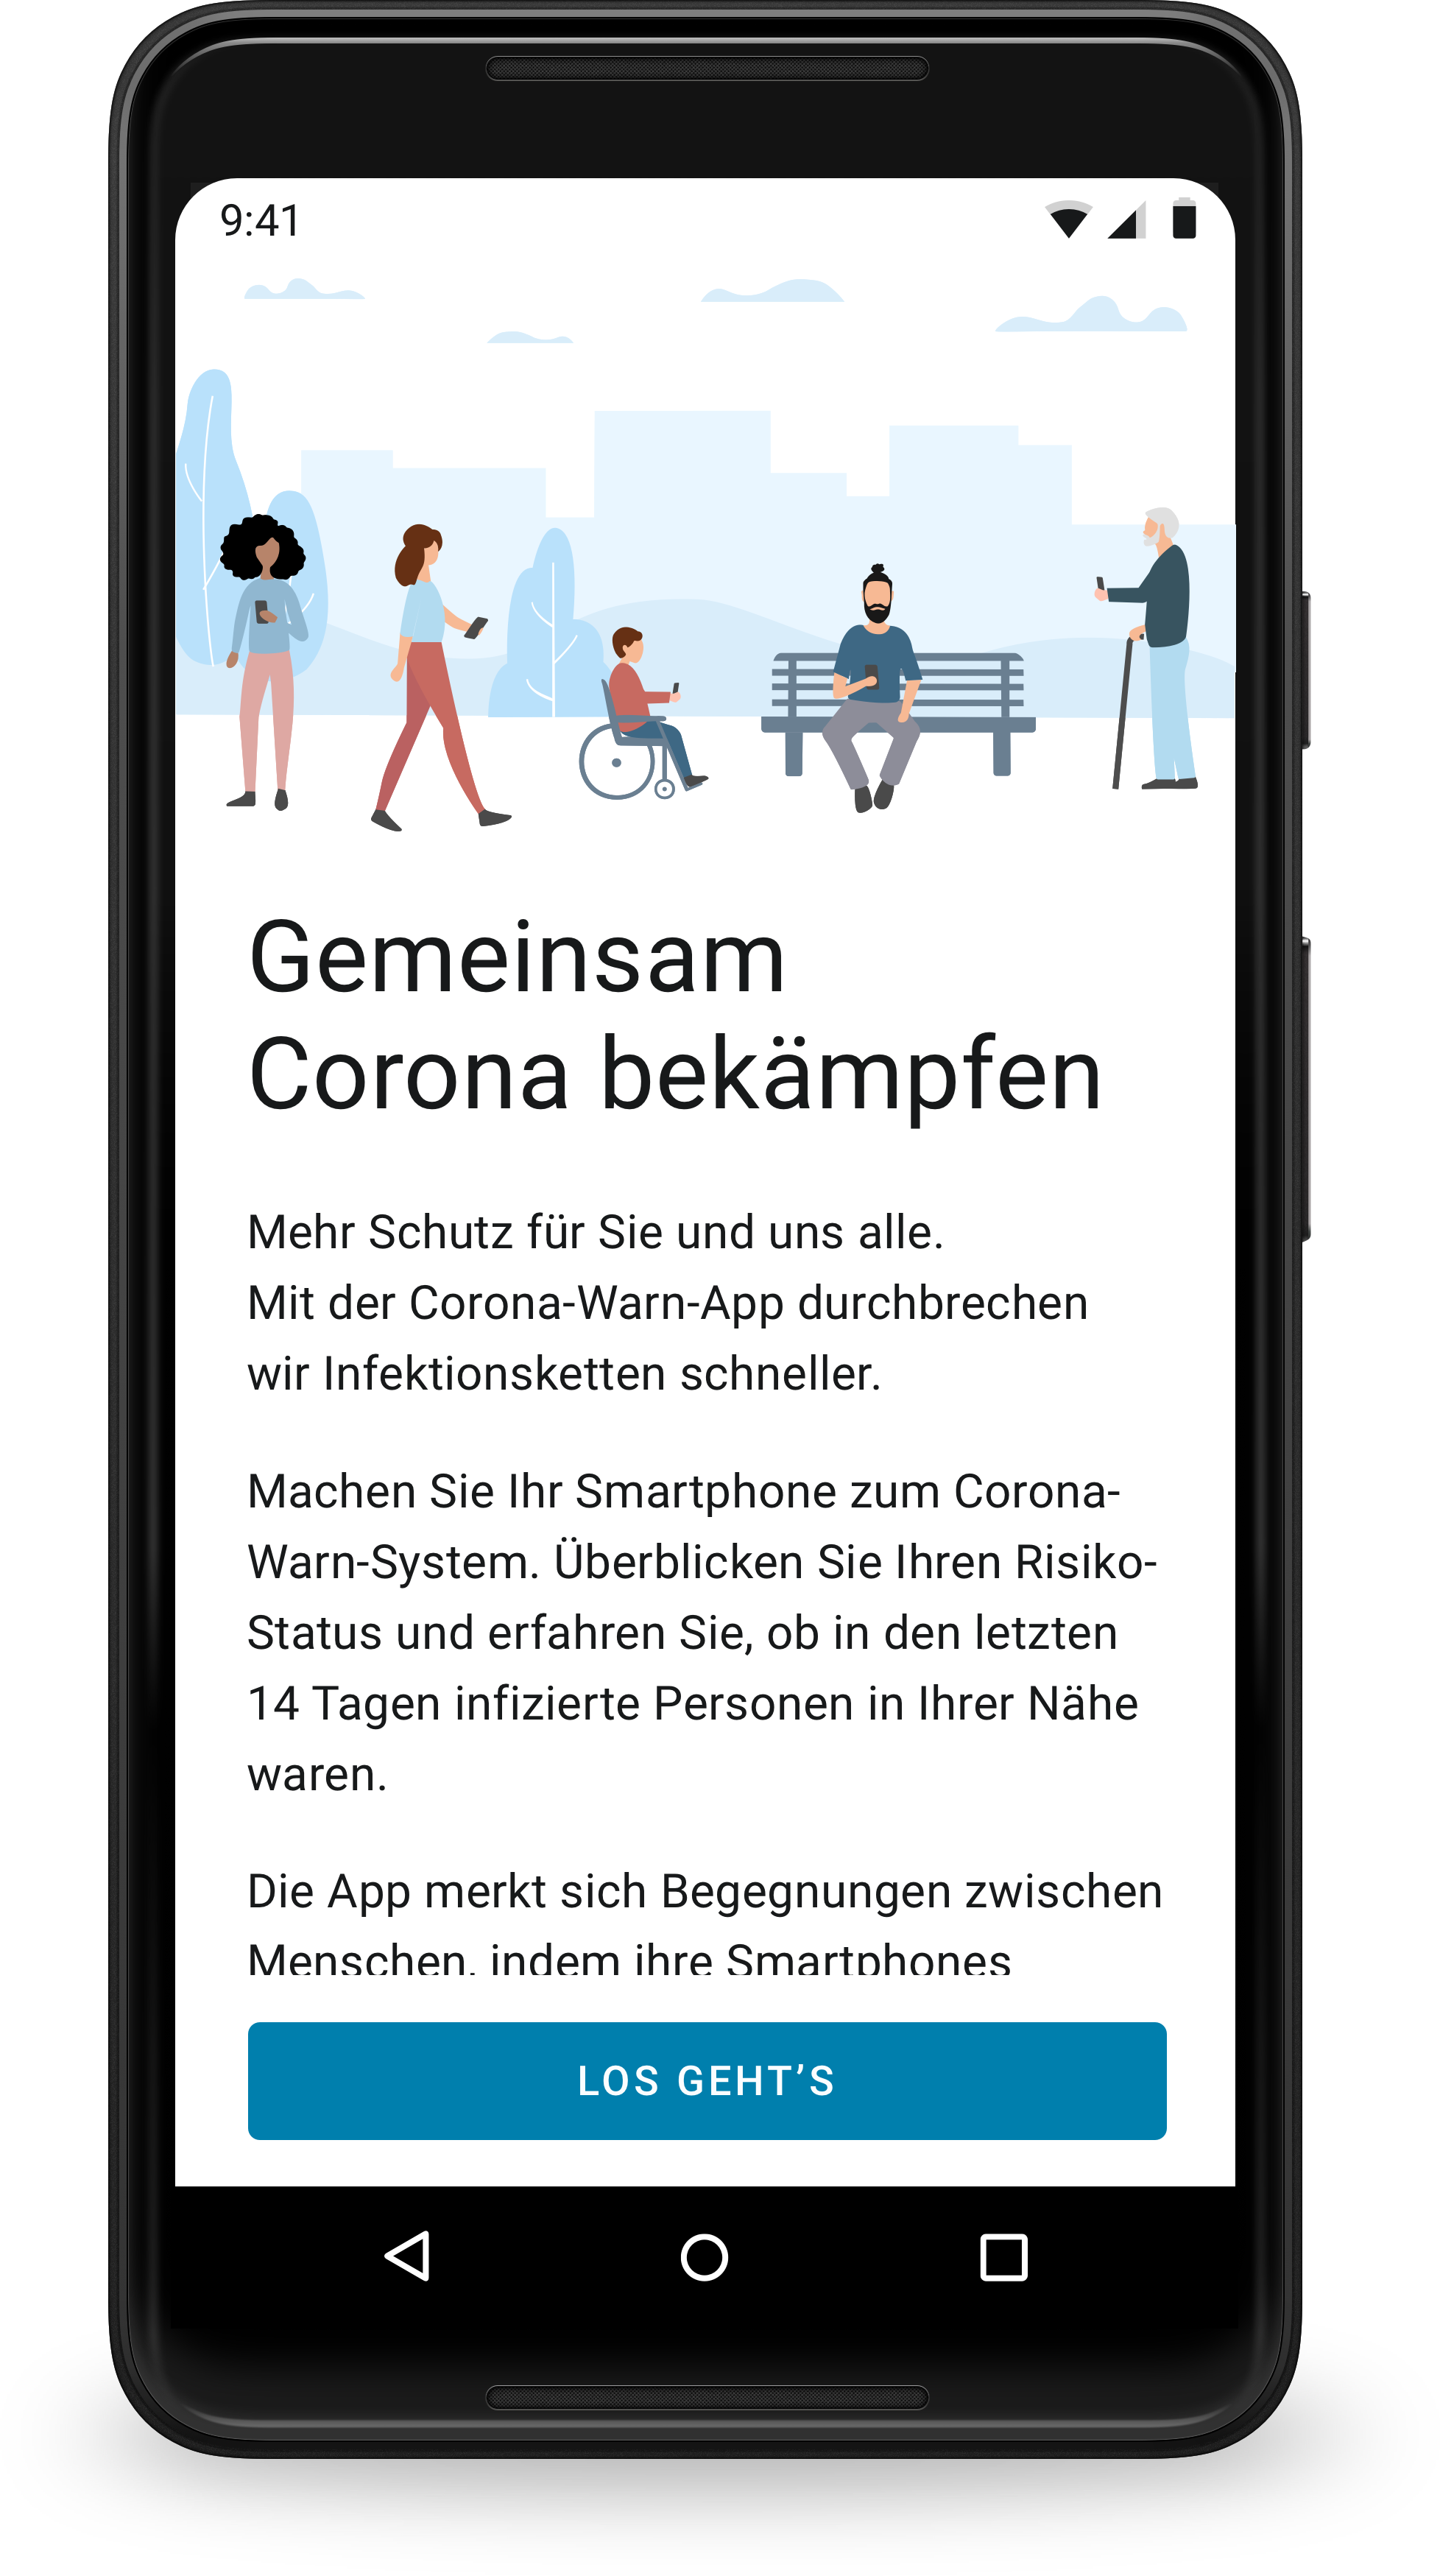 9:41
Gemeinsam
Corona bekämpfen
Mehr Schutz für Sie und uns alle.
Mit der Corona-Warn-App durchbrechen
wir Infektionsketten schneller.
Machen Sie Ihr Smartphone zum Corona-
Warn-System. Überblicken Sie Ihren Risiko-
Status und erfahren Sie, ob in den letzten
14 Tagen infizierte Personen in Ihrer Nähe
waren.
Die App merkt sich Begegnungen zwischen
Menschen, indem ihre Smartphones
LOS GEHT’S